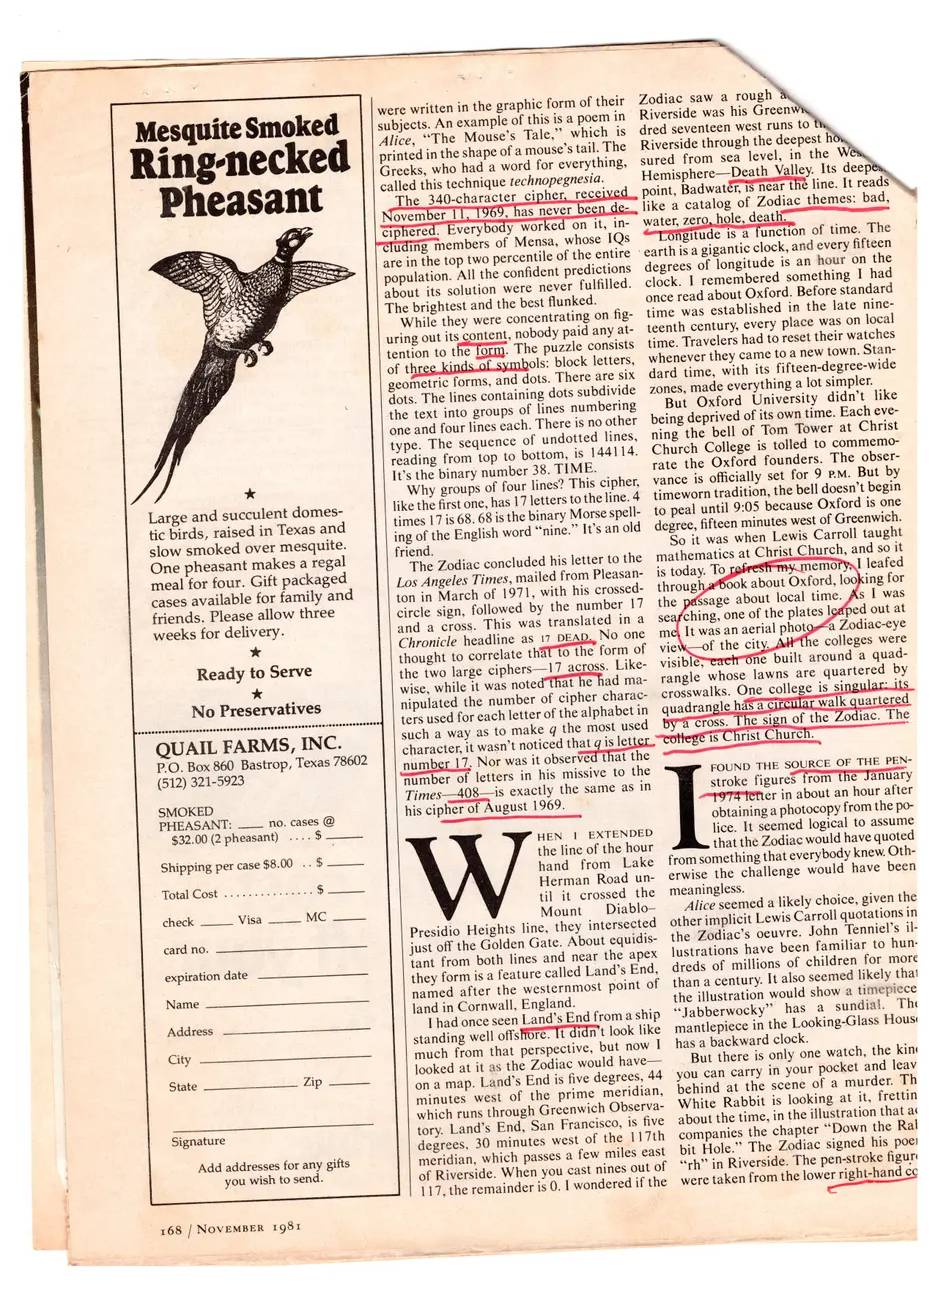 Mesquite Smoked
Ring-necked
Pheasant
★
Large and succulent domes-
tic birds, raised in Texas and
slow smoked over mesquite.
One pheasant makes a regal
meal for four. Gift packaged
cases available for family and
friends. Please allow three
weeks for delivery.
★
Ready to Serve
★
No Preservatives
QUAIL FARMS, INC.
P.O. Box 860 Bastrop, Texas 78602
(512) 321-5923
SMOKED
PHEASANT: ___ no. cases @
$32.00 (2 pheasant) .... $ ____
Shipping per case $8.00 .. $ ____
Total Cost ............... $ ____
check ____ Visa ____ MC ____
card no. ____
expiration date ____
Name ____
Address ____
City ____
State ____ Zip ____
Signature
Add addresses for any gifts
you wish to send.
168 / NOVEMBER 1981
were written in the graphic form of their
subjects. An example of this is a poem in
Alice, "The Mouse's Tale," which is
printed in the shape of a mouse's tail. The
Greeks, who had a word for everything,
called this technique technopegnesia.
The 340-character cipher, received
November 11, 1969, has never been de-
ciphered. Everybody worked on it, in-
cluding members of Mensa, whose IQs
are in the top two percentile of the entire
population. All the confident predictions
about its solution were never fulfilled.
The brightest and the best flunked.
While they were concentrating on fig-
uring out its content, nobody paid any at-
tention to the form. The puzzle consists
of three kinds of symbols: block letters,
geometric forms, and dots. There are six
dots. The lines containing dots subdivide
the text into groups of lines numbering
one and four lines each. There is no other
type. The sequence of undotted lines,
reading from top to bottom, is 144114.
It's the binary number 38. TIME.
Why groups of four lines? This cipher,
like the first one, has 17 letters to the line. 4
times 17 is 68. 68 is the binary Morse spell-
ing of the English word "nine." It's an old
friend.
The Zodiac concluded his letter to the
Los Angeles Times, mailed from Pleasan-
ton in March of 1971, with his crossed-
circle sign, followed by the number 17
and a cross. This was translated in a
Chronicle headline as 17 DEAD. No one
thought to correlate that to the form of
the two large ciphers—17 across. Like-
wise, while it was noted that he had ma-
nipulated the number of cipher charac-
ters used for each letter of the alphabet in
such a way as to make q the most used
character, it wasn't noticed that q is letter
number 17. Nor was it observed that the
number of letters in his missive to the
Times—408—is exactly the same as in
his cipher of August 1969.
WHEN I EXTENDED
the line of the hour
hand from Lake
Herman Road un-
til it crossed the
Mount Diablo–
Presidio Heights line, they intersected
just off the Golden Gate. About equidis-
tant from both lines and near the apex
they form is a feature called Land's End,
named after the westernmost point of
land in Cornwall, England.
I had once seen Land's End from a ship
standing well offshore. It didn't look like
much from that perspective, but now I
looked at it as the Zodiac would have—
on a map. Land's End is five degrees, 44
minutes west of the prime meridian,
which runs through Greenwich Observa-
tory. Land's End, San Francisco, is five
degrees, 30 minutes west of the 117th
meridian, which passes a few miles east
of Riverside. When you cast nines out of
117, the remainder is 0. I wondered if the
Zodiac saw a rough a
Riverside was his Greenwi
dred seventeen west runs to th
Riverside through the deepest ho
sured from sea level, in the Wes
Hemisphere—Death Valley. Its deepes
point, Badwater, is near the line. It reads
like a catalog of Zodiac themes: bad,
water, zero, hole, death.
Longitude is a function of time. The
earth is a gigantic clock, and every fifteen
degrees of longitude is an hour on the
clock. I remembered something I had
once read about Oxford. Before standard
time was established in the late nine-
teenth century, every place was on local
time. Travelers had to reset their watches
whenever they came to a new town. Stan-
dard time, with its fifteen-degree-wide
zones, made everything a lot simpler.
But Oxford University didn't like
being deprived of its own time. Each eve-
ning the bell of Tom Tower at Christ
Church College is tolled to commemo-
rate the Oxford founders. The obser-
vance is officially set for 9 P.M. But by
timeworn tradition, the bell doesn't begin
to peal until 9:05 because Oxford is one
degree, fifteen minutes west of Greenwich.
So it was when Lewis Carroll taught
mathematics at Christ Church, and so it
is today. To refresh my memory, I leafed
through a book about Oxford, looking for
the passage about local time. As I was
searching, one of the plates leaped out at
me. It was an aerial photo—a Zodiac-eye
view—of the city. All the colleges were
visible, each one built around a quad-
rangle whose lawns are quartered by
crosswalks. One college is singular: its
quadrangle has a circular walk quartered
by a cross. The sign of the Zodiac. The
college is Christ Church.
I FOUND THE SOURCE OF THE PEN-
stroke figures from the January
1974 letter in about an hour after
obtaining a photocopy from the po-
lice. It seemed logical to assume
that the Zodiac would have quoted
from something that everybody knew. Oth-
erwise the challenge would have been
meaningless.
Alice seemed a likely choice, given the
other implicit Lewis Carroll quotations in
the Zodiac's oeuvre. John Tenniel's il-
lustrations have been familiar to hun-
dreds of millions of children for more
than a century. It also seemed likely that
the illustration would show a timepiece
"Jabberwocky" has a sundial. The
mantlepiece in the Looking-Glass House
has a backward clock.
But there is only one watch, the kind
you can carry in your pocket and leav
behind at the scene of a murder. Th
White Rabbit is looking at it, frettin
about the time, in the illustration that ac
companies the chapter "Down the Rab
bit Hole." The Zodiac signed his poe
"rh" in Riverside. The pen-stroke figur
were taken from the lower right-hand co